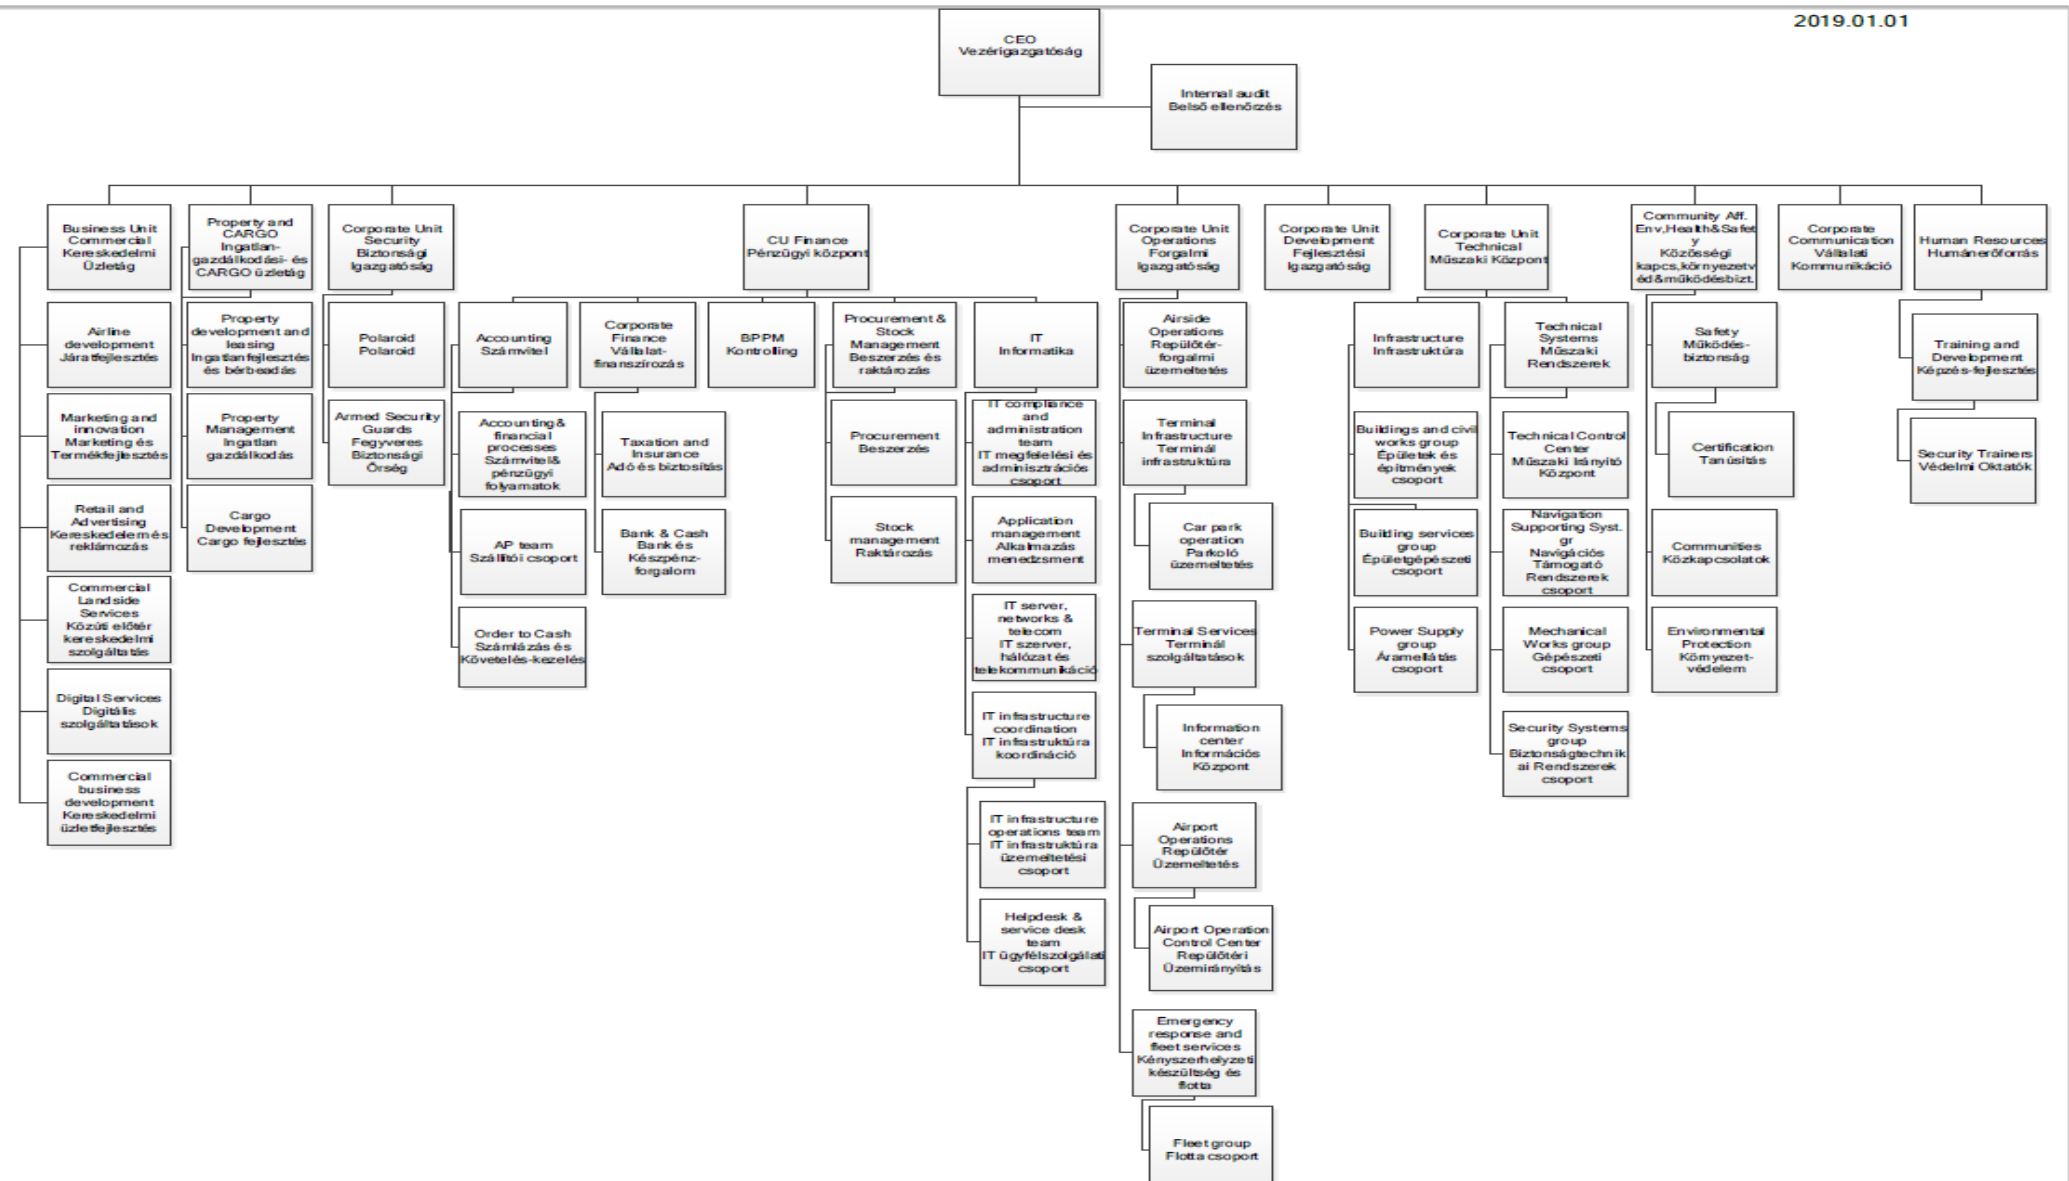 2019.01.01
CEO
Vezérigazgatóság
Internal audit
Belső ellenőrzés
Business Unit
Commercial
Kereskedelmi
Üzletág
Property and
CARGO
Ingatlan-
gazdálkodási- és
CARGO üzletág
Corporate Unit
Security
Biztonsági
Igazgatóság
CU Finance
Pénzügyi központ
Corporate Unit
Operations
Forgalmi
Igazgatóság
Corporate Unit
Development
Fejlesztési
Igazgatóság
Corporate Unit
Technical
Műszaki Központ
Community Aff.
Env,Health&Safet
y
Közösségi
kapcs,környezetv
éd&működésbizt.
Corporate
Communication
Vállalati
Kommunikáció
Human Resources
Humánerőforrás
Airline
development
Járatfejlesztés
Marketing and
innovation
Marketing és
Termékfejlesztés
Retail and
Advertising
Kereskedelem és
reklámozás
Commercial
Landside
Services
Közúti előtér
kereskedelmi
szolgáltatás
Digital Services
Digitális
szolgáltatások
Commercial
business
development
Kereskedelmi
üzletfejlesztés
Property
development and
leasing
Ingatlanfejlesztés
és bérbeadás
Property
Management
Ingatlan
gazdálkodás
Cargo
Development
Cargo fejlesztés
Polaroid
Polaroid
Armed Security
Guards
Fegyveres
Biztonsági
Őrség
Accounting
Számvitel
Accounting&
financial
processes
Számvitel&
pénzügyi
folyamatok
AP team
Szállítói csoport
Order to Cash
Számlázás és
Követelés-kezelés
Corporate
Finance
Vállalat-
finanszírozás
Taxation and
Insurance
Adó és biztosítás
Bank & Cash
Bank és
Készpénz-
forgalom
BPPM
Kontrolling
Procurement &
Stock
Management
Beszerzés és
raktározás
Procurement
Beszerzés
Stock
management
Raktározás
IT
Informatika
IT compliance
and
administration
team
IT megfelelési és
adminisztrációs
csoport
Application
management
Alkalmazás
menedzsment
IT server,
networks &
telecom
IT szerver,
hálózat és
telekommunikáció
IT infrastructure
coordination
IT infrastruktúra
koordináció
IT infrastructure
operations team
IT infrastruktúra
üzemeltetési
csoport
Helpdesk &
service desk
team
IT ügyfélszolgálati
csoport
Airside
Operations
Repülőtér-
forgalmi
üzemeltetés
Terminal
Infrastructure
Terminál
infrastruktúra
Car park
operation
Parkoló
üzemeltetés
Terminal Services
Terminál
szolgáltatások
Information
center
Információs
Központ
Airport
Operations
Repülőtér
Üzemeltetés
Airport Operation
Control Center
Repülőtéri
Üzemirányítás
Emergency
response and
fleet services
Kényszerhelyzeti
készültség és
flotta
Fleet group
Flotta csoport
Infrastructure
Infrastruktúra
Buildings and civil
works group
Épületek és
építmények
csoport
Building services
group
Épületgépészeti
csoport
Power Supply
group
Áramellátás
csoport
Technical
Systems
Műszaki
Rendszerek
Technical Control
Center
Műszaki Irányító
Központ
Navigation
Supporting Syst.
gr
Navigációs
Támogató
Rendszerek
csoport
Mechanical
Works group
Gépészeti
csoport
Security Systems
group
Biztonságtechnik
ai Rendszerek
csoport
Safety
Működés-
biztonság
Certification
Tanúsítás
Communities
Közkapcsolatok
Environmental
Protection
Környezet-
védelem
Training and
Development
Képzés-fejlesztés
Security Trainers
Védelmi Oktatók